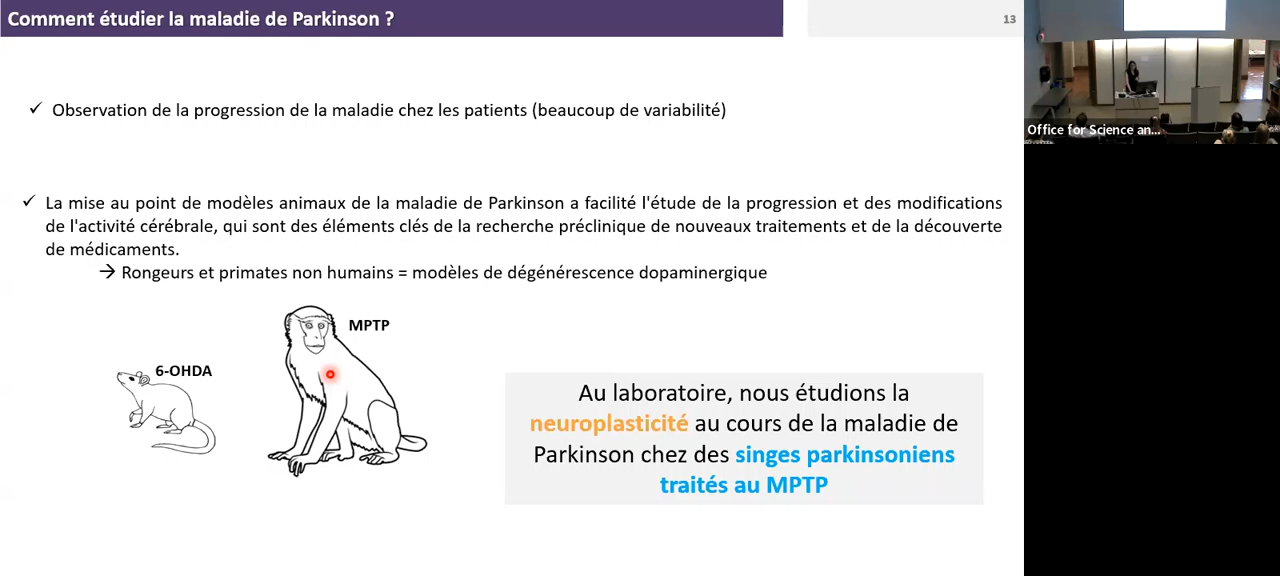 Comment étudier la maladie de Parkinson ?
13
✓ Observation de la progression de la maladie chez les patients (beaucoup de variabilité)
✓ La mise au point de modèles animaux de la maladie de Parkinson a facilité l'étude de la progression et des modifications
de l'activité cérébrale, qui sont des éléments clés de la recherche préclinique de nouveaux traitements et de la découverte
de médicaments.
→ Rongeurs et primates non humains = modèles de dégénérescence dopaminergique
MPTP
6-OHDA
Au laboratoire, nous étudions la
neuroplasticité au cours de la maladie de
Parkinson chez des singes parkinsoniens
traités au MPTP
Office for Science an...